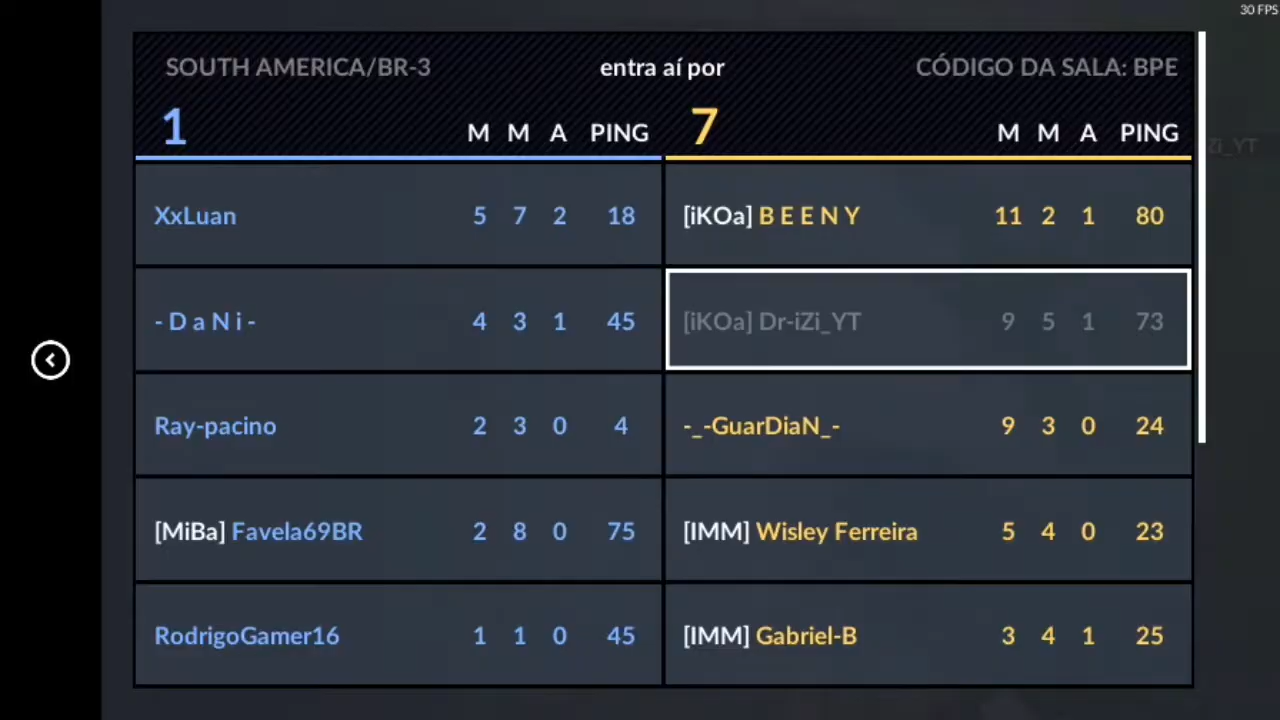 30 FPS
SOUTH AMERICA/BR-3 entra aí por CÓDIGO DA SALA: BPE
1 M M A PING 7 M M A PING
Zi_YT
XxLuan 5 7 2 18 [iKOa] B E E N Y 11 2 1 80
- D a N i - 4 3 1 45 [iKOa] Dr-iZi_YT 9 5 1 73
Ray-pacino 2 3 0 4 -_-GuarDiaN_- 9 3 0 24
[MiBa] Favela69BR 2 8 0 75 [IMM] Wisley Ferreira 5 4 0 23
RodrigoGamer16 1 1 0 45 [IMM] Gabriel-B 3 4 1 25